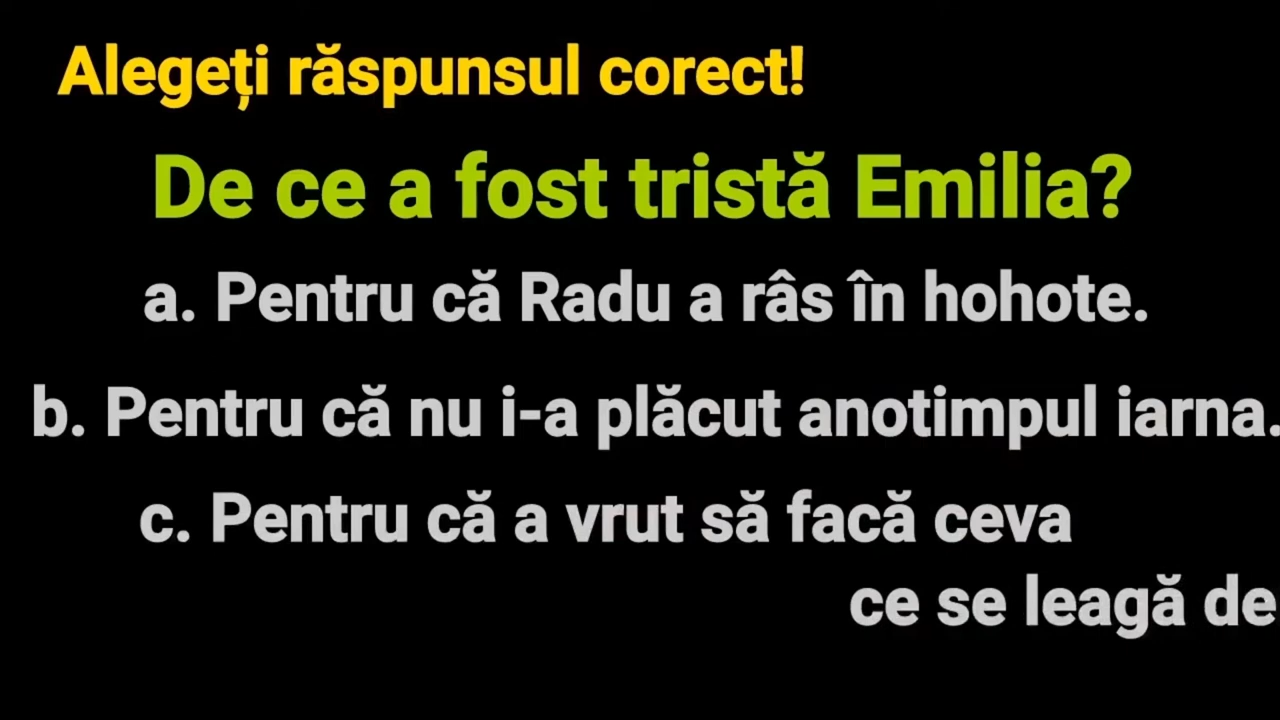 Alegeți răspunsul corect!
De ce a fost tristă Emilia?
a. Pentru că Radu a râs în hohote.
b. Pentru că nu i-a plăcut anotimpul iarna.
c. Pentru că a vrut să facă ceva
ce se leagă de